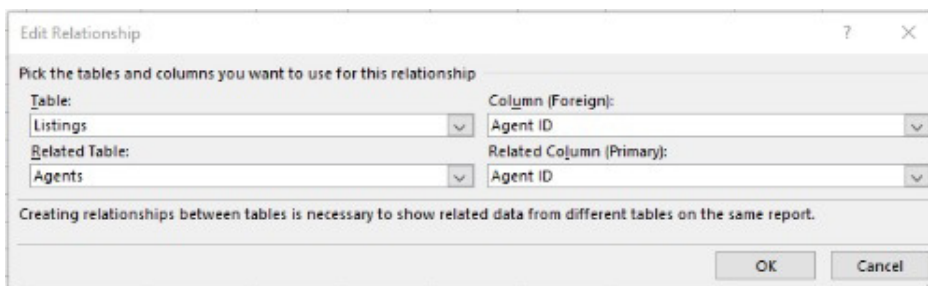 Edit Relationship ? ×
Pick the tables and columns you want to use for this relationship
Table: Column (Foreign):
Listings Agent ID
Related Table: Related Column (Primary):
Agents Agent ID
Creating relationships between tables is necessary to show related data from different tables on the same report.
OK Cancel